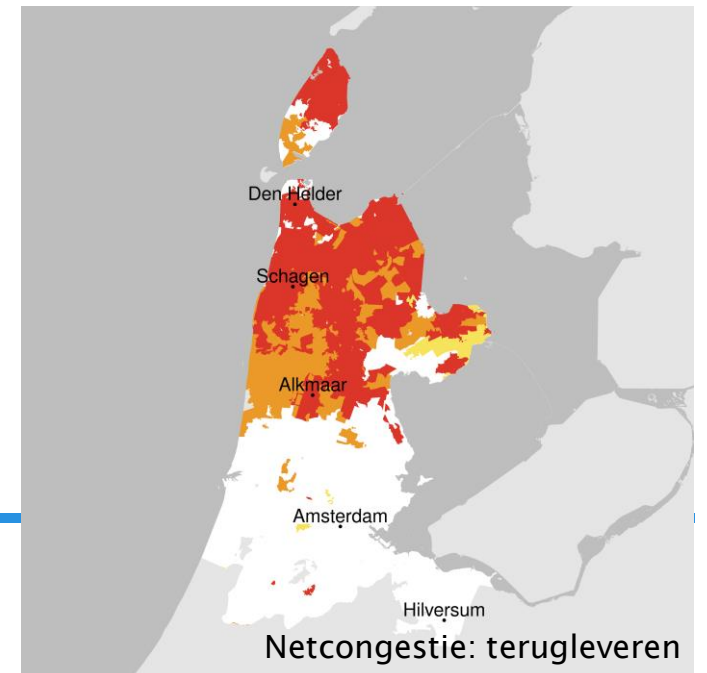 Den Helder
Schagen
Alkmaar
Amsterdam
Hilversum
Netcongestie: terugleveren